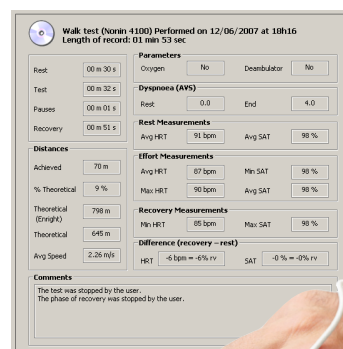 Walk test (Nonin 4100) Performed on 12/06/2007 at 18h16
Length of record: 01 min 53 sec
Rest 00 m 30 s
Test 00 m 32 s
Pauses 00 m 01 s
Recovery 00 m 51 s
Distances
Achieved 70 m
% Theoretical 9 %
Theoretical (Enright) 798 m
Theoretical 645 m
Avg Speed 2.26 m/s
Parameters
Oxygen No Deambulator No
Dyspnoea (AVS)
Rest 0.0 End 4.0
Rest Measurements
Avg HRT 91 bpm Avg SAT 98 %
Effort Measurements
Avg HRT 87 bpm Min SAT 98 %
Max HRT 90 bpm Avg SAT 98 %
Recovery Measurements
Min HRT 85 bpm Max SAT 98 %
Difference (recovery – rest)
HRT -6 bpm = -6% rv SAT -0 % = -0% rv
Comments
The test was stopped by the user.
The phase of recovery was stopped by the user.